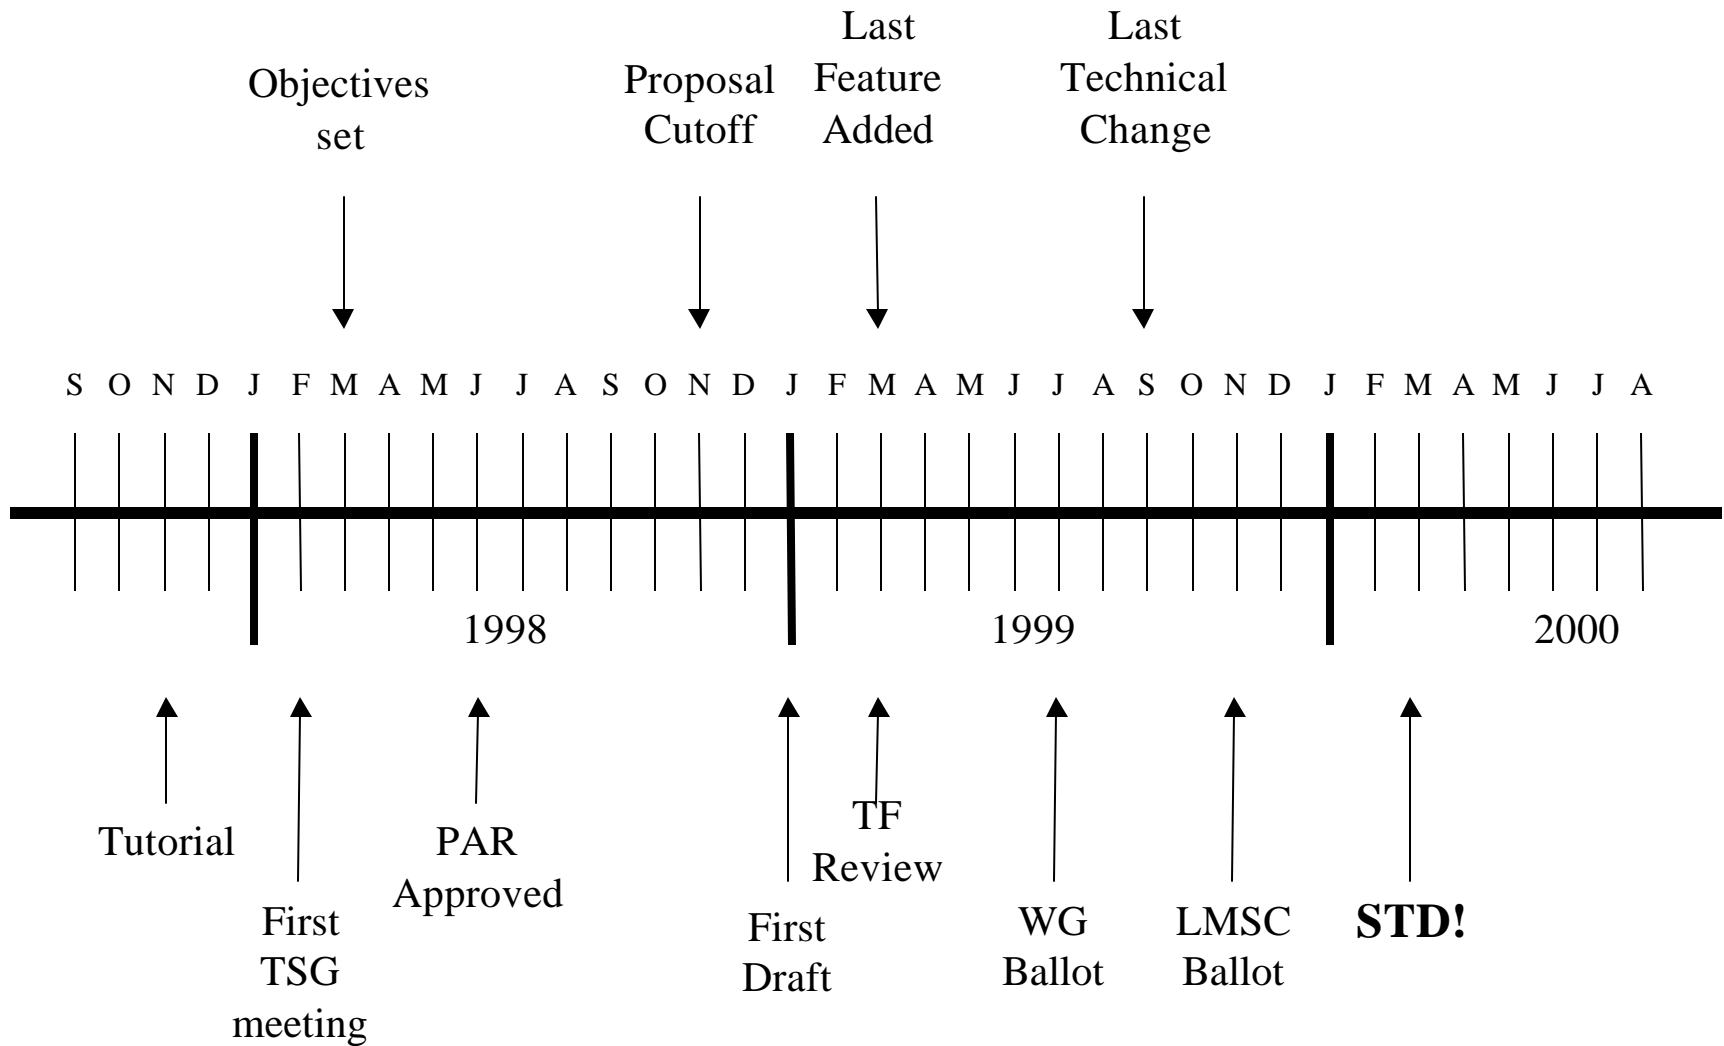 Objectives
set
Proposal
Cutoff
Last
Feature
Added
Last
Technical
Change
S O N D J F M A M J J A S O N D J F M A M J J A S O N D J F M A M J J A
1998 1999 2000
Tutorial
First
TSG
meeting
PAR
Approved
First
Draft
TF
Review
WG
Ballot
LMSC
Ballot
STD!